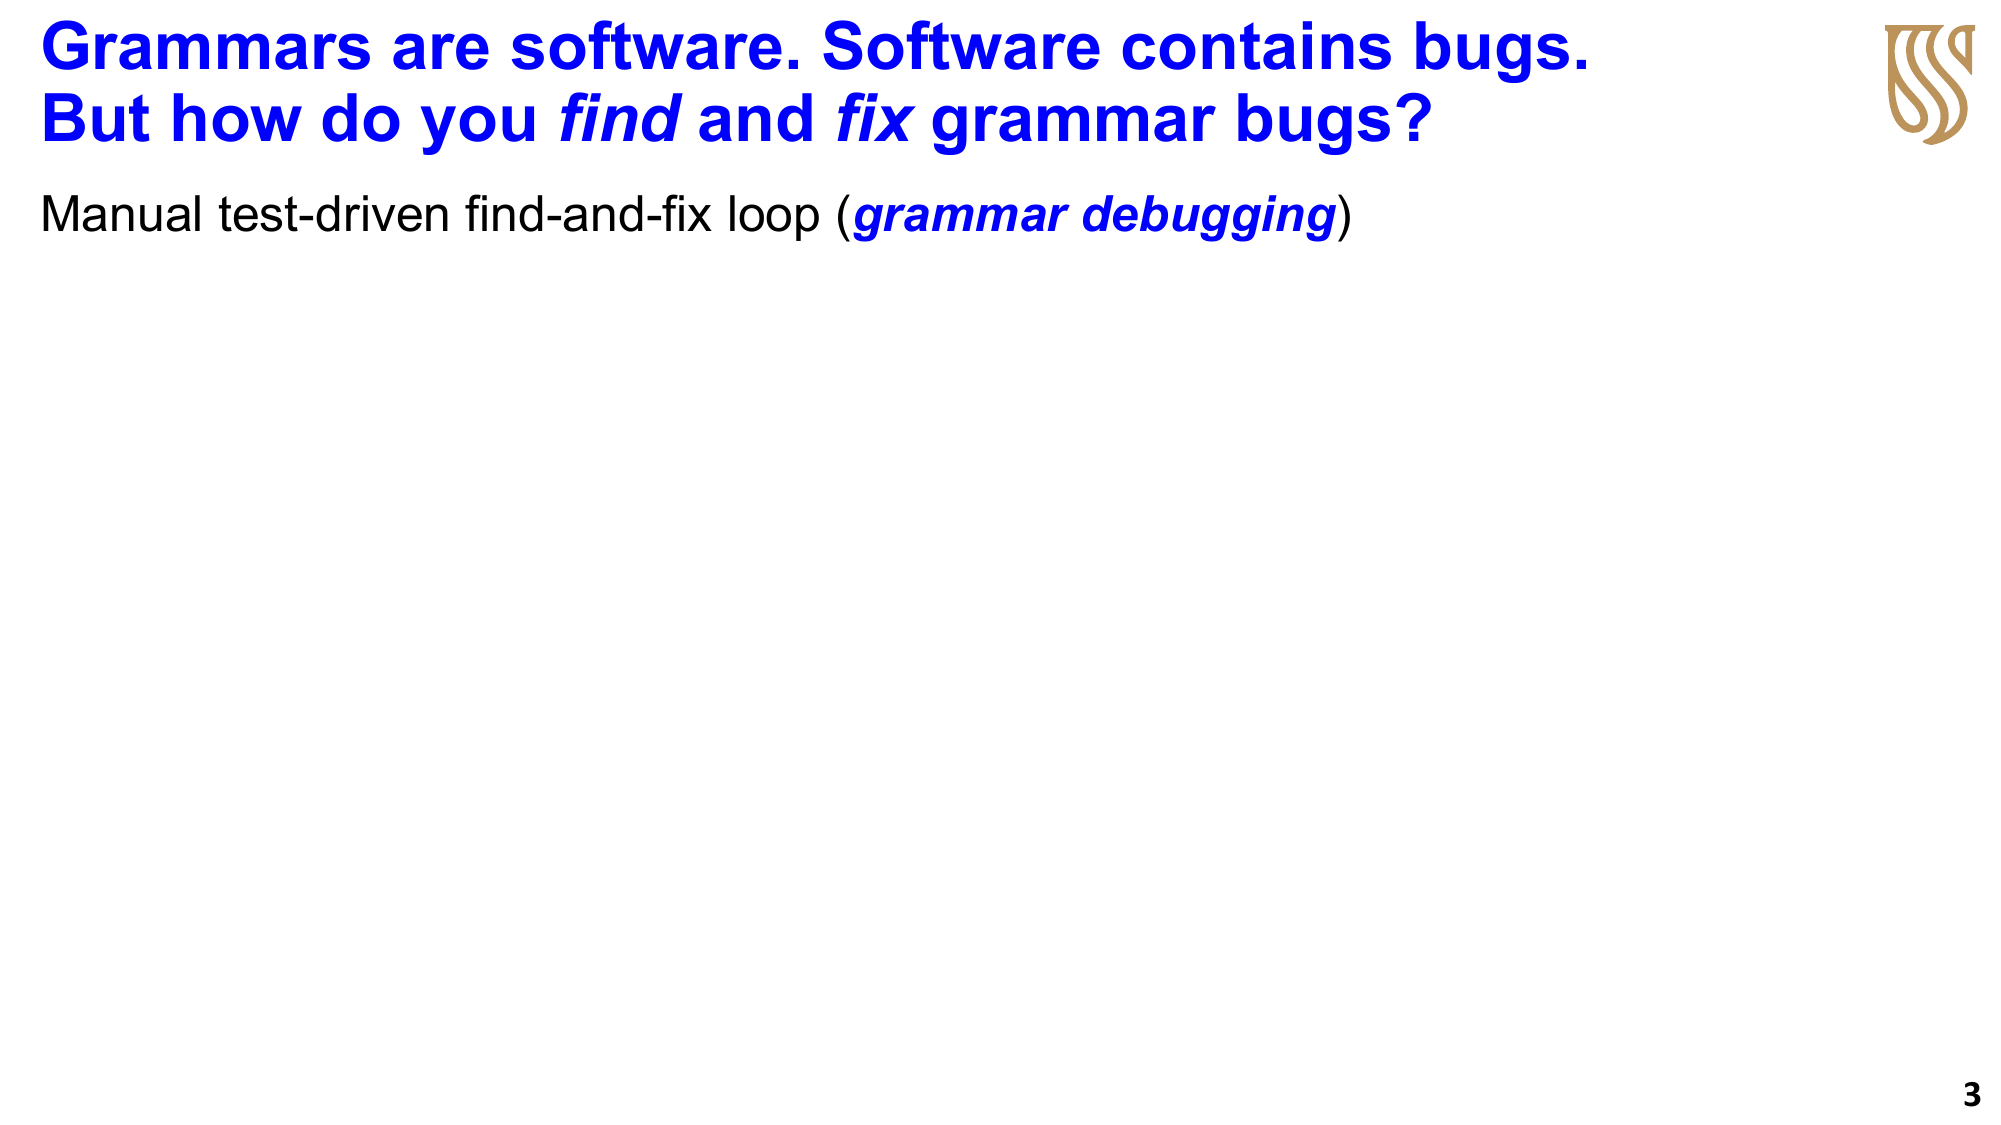 Grammars are software. Software contains bugs.
But how do you find and fix grammar bugs?
Manual test-driven find-and-fix loop (grammar debugging)
3